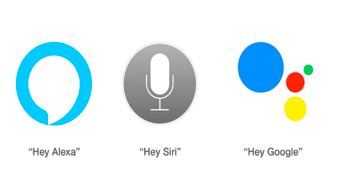 “Hey Alexa”
“Hey Siri”
“Hey Google”